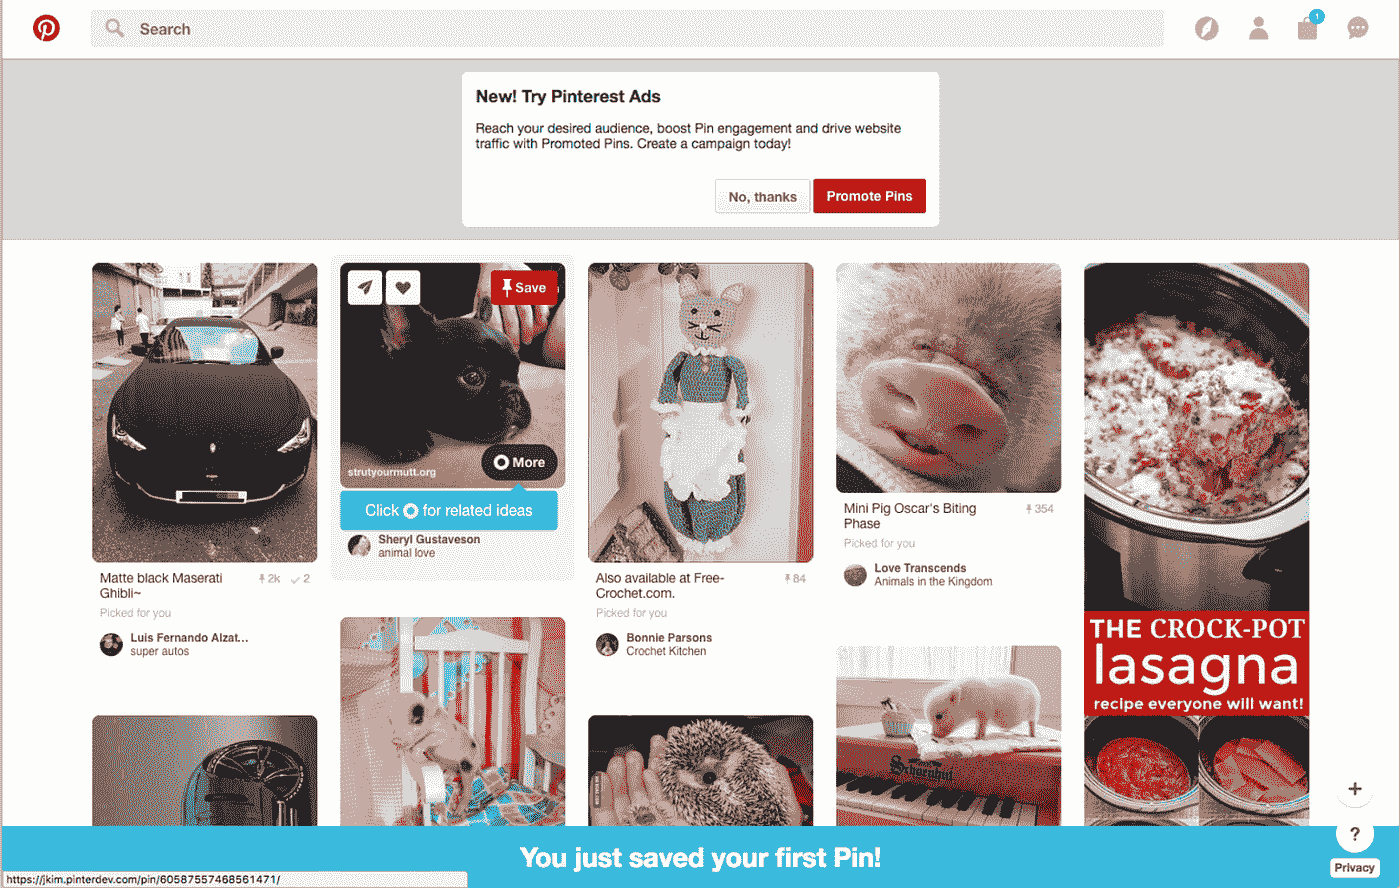 Search
1
New! Try Pinterest Ads
Reach your desired audience, boost Pin engagement and drive website
traffic with Promoted Pins. Create a campaign today!
No, thanks
Promote Pins
Save
strutyourmutt.org
More
Click for related ideas
Sheryl Gustaveson
animal love
Matte black Maserati
Ghibli~
2k
2
Picked for you
Luis Fernando Alzat...
super autos
Also available at Free-
Crochet.com.
84
Picked for you
Bonnie Parsons
Crochet Kitchen
Mini Pig Oscar's Biting
Phase
354
Picked for you
Love Transcends
Animals in the Kingdom
THE CROCK-POT
lasagna
recipe everyone will want!
You just saved your first Pin!
+
?
Privacy
https://jkim.pinterdev.com/pin/60587557468561471/